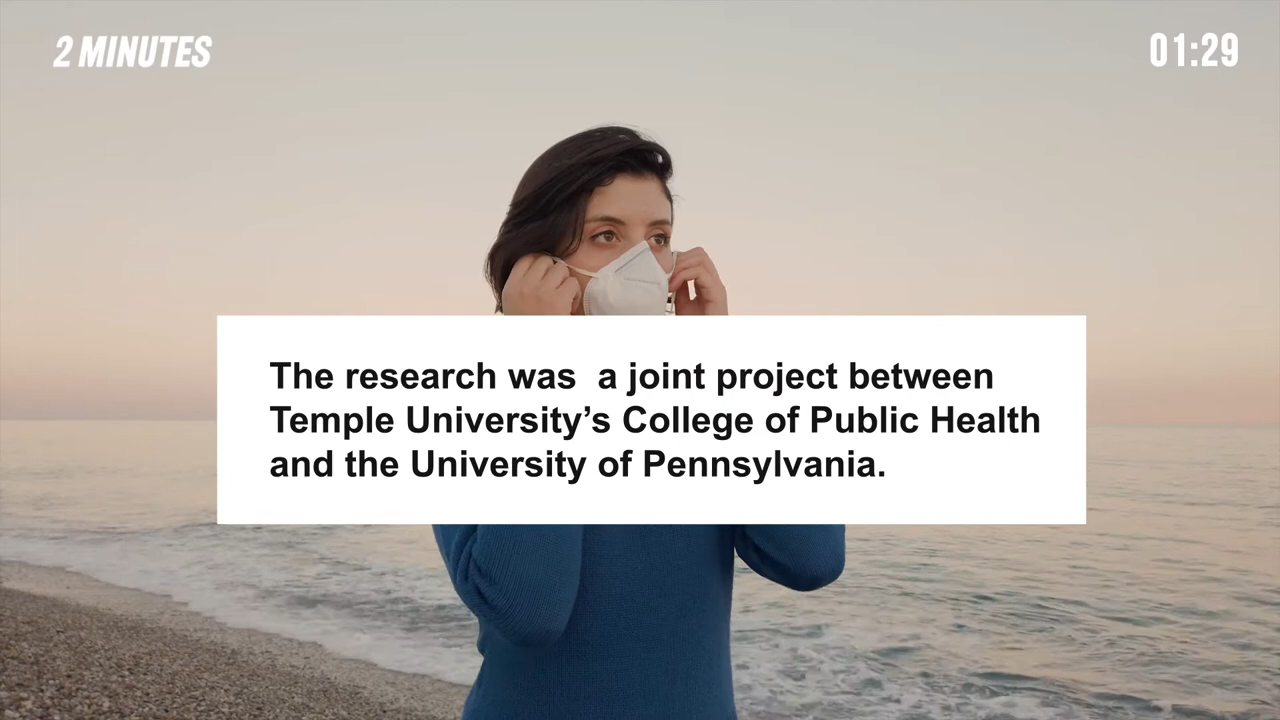 2 MINUTES
01:29
The research was  a joint project between
Temple University’s College of Public Health
and the University of Pennsylvania.